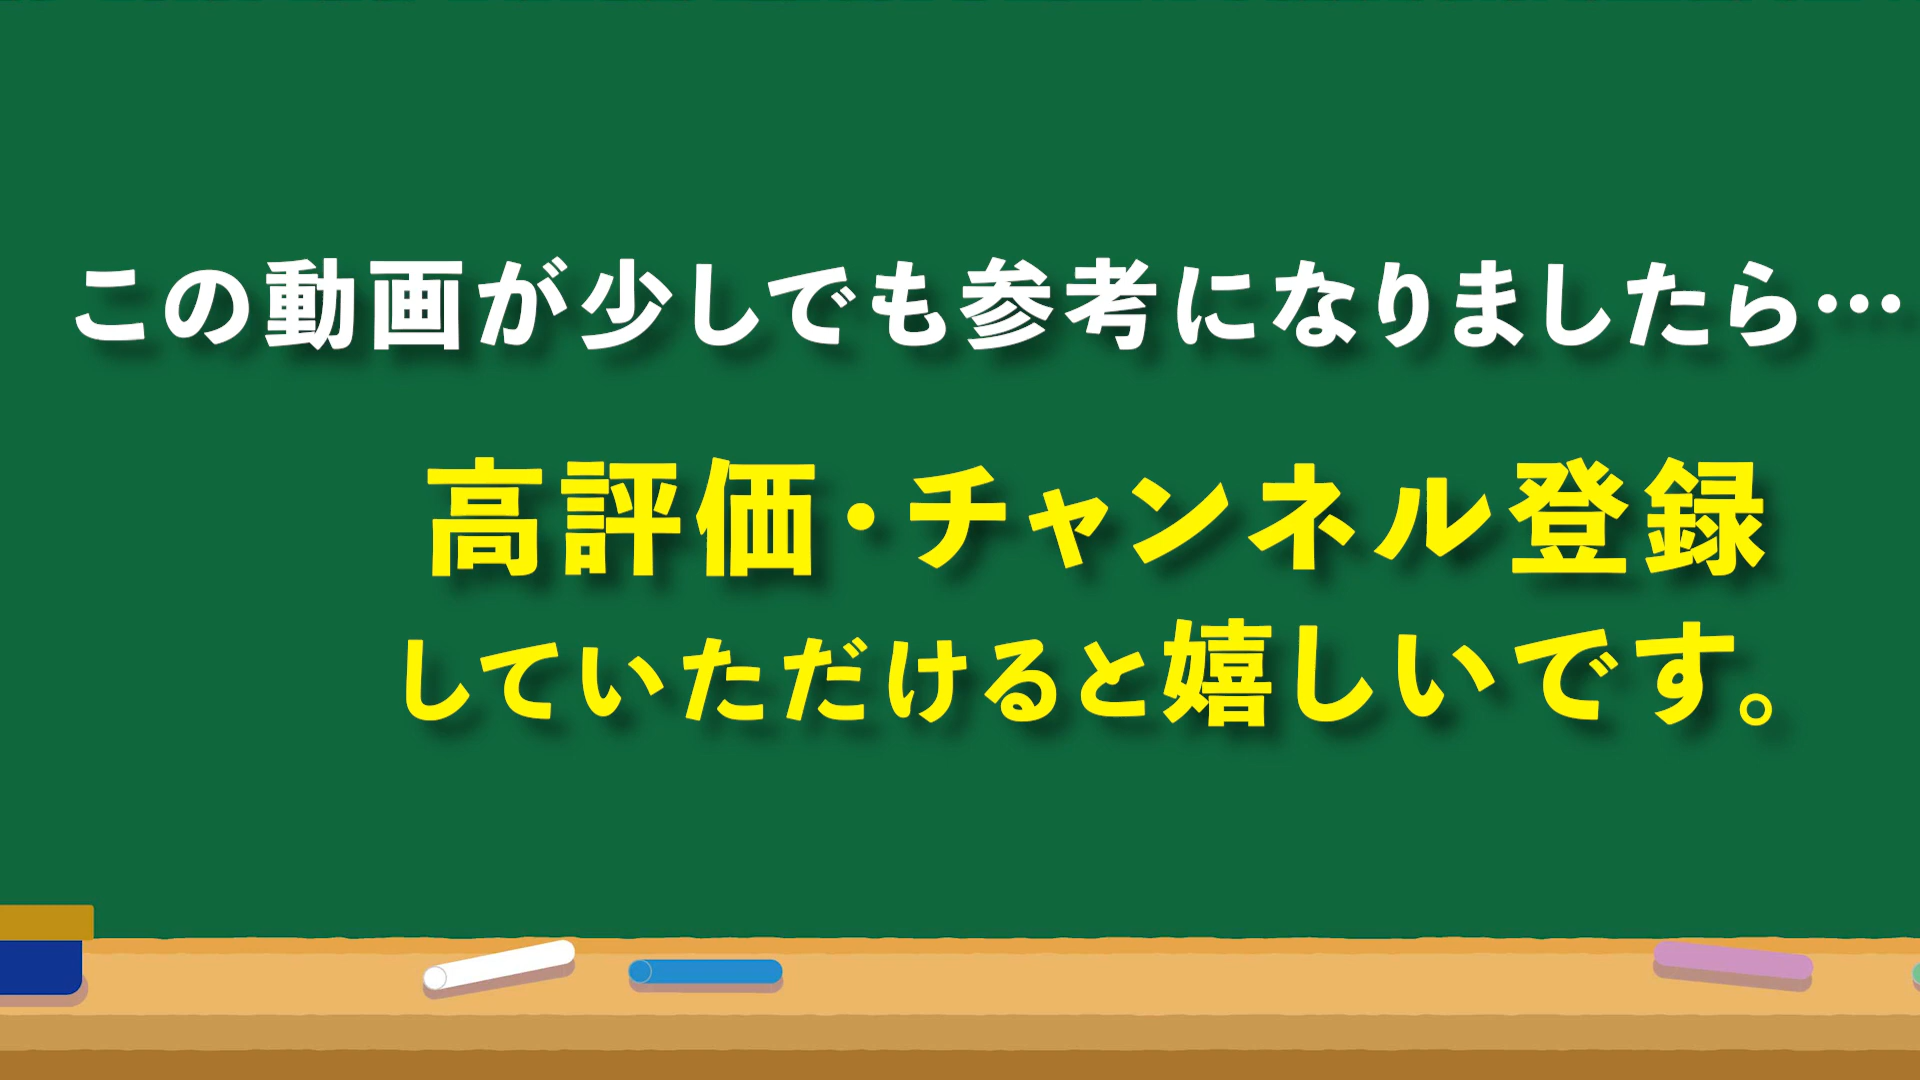 この動画が少しでも参考になりましたら…
高評価・チャンネル登録
していただけると嬉しいです。